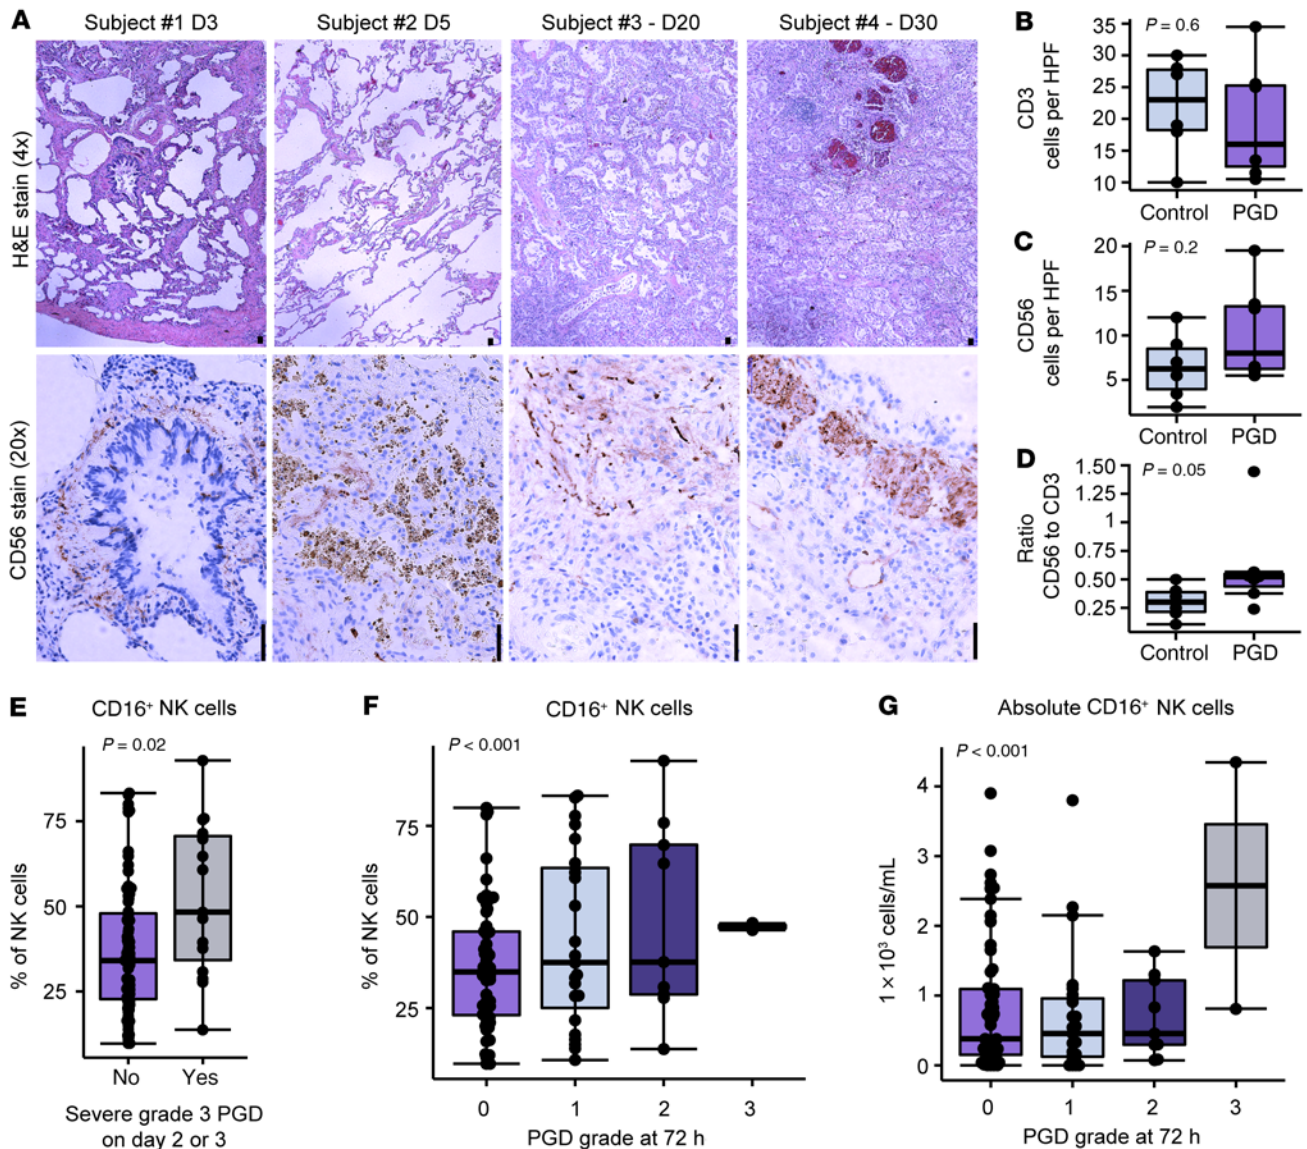 A
Subject #1 D3
Subject #2 D5
Subject #3 - D20
Subject #4 - D30
H&E stain (4x)
CD56 stain (20x)
B
P = 0.6
CD3
cells per HPF
35
30
25
20
15
10
Control
PGD
C
P = 0.2
CD56
cells per HPF
20
15
10
5
Control
PGD
D
P = 0.05
Ratio
CD56 to CD3
1.50
1.25
1
0.75
0.50
0.25
Control
PGD
E
CD16⁺ NK cells
P = 0.02
% of NK cells
75
50
25
No
Yes
Severe grade 3 PGD
on day 2 or 3
F
CD16⁺ NK cells
P < 0.001
% of NK cells
75
50
25
0
1
2
3
PGD grade at 72 h
G
Absolute CD16⁺ NK cells
P < 0.001
1 × 10³ cells/mL
4
3
2
1
0
0
1
2
3
PGD grade at 72 h